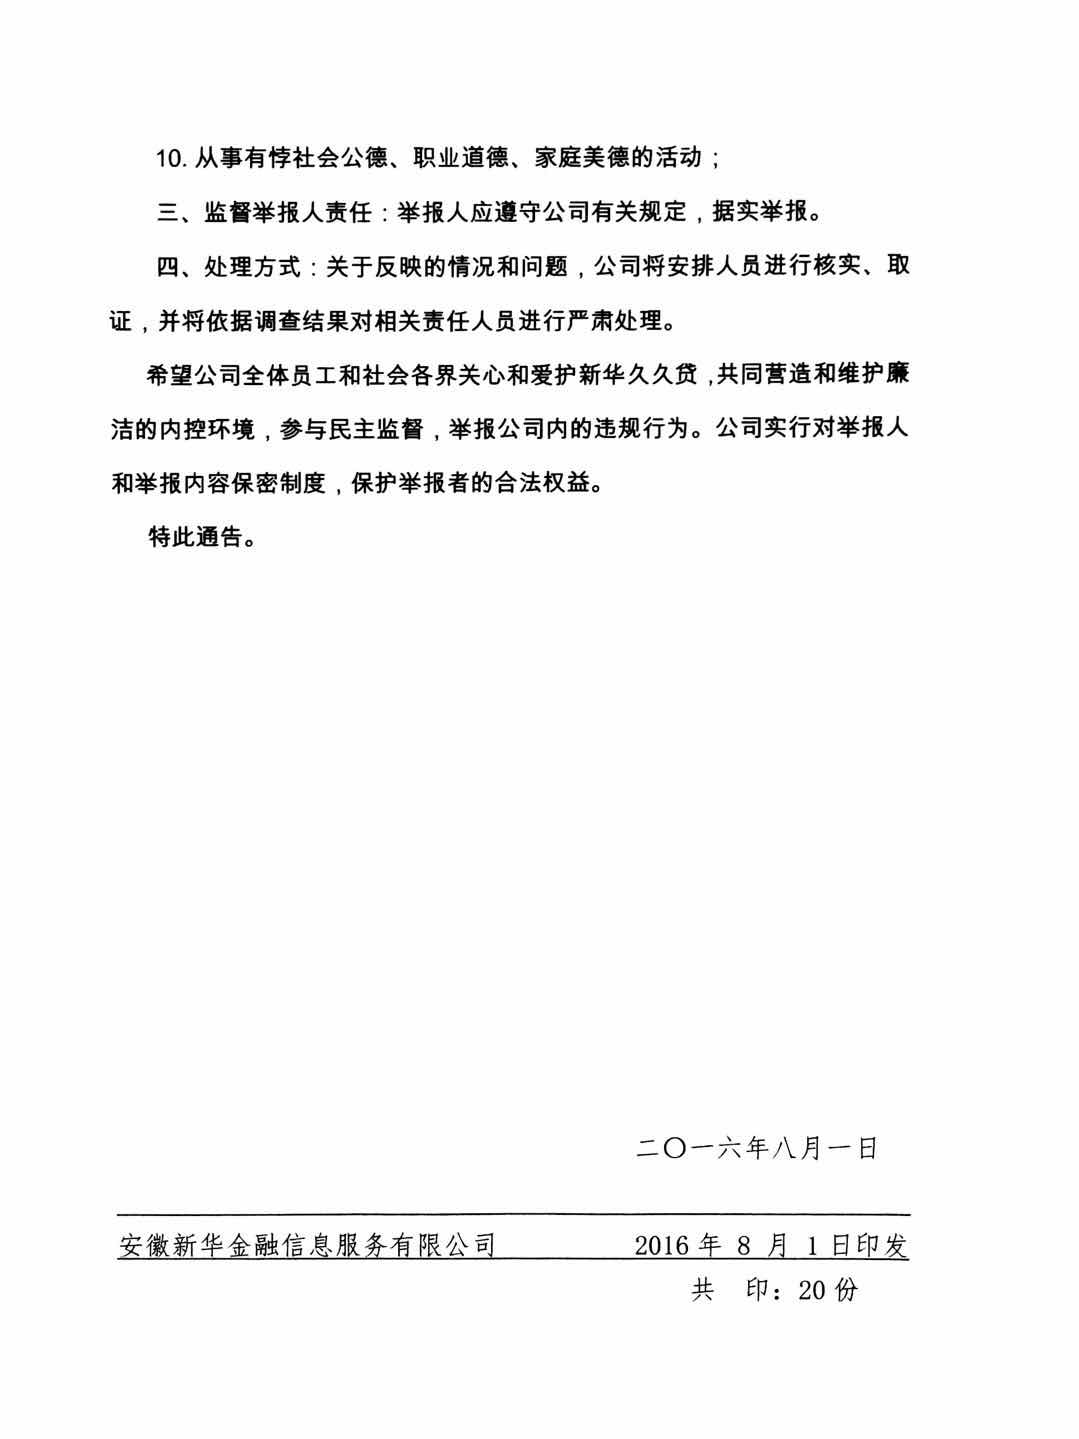 10. 从事有悖社会公德、职业道德、家庭美德的活动；
三、监督举报人责任：举报人应遵守公司有关规定，据实举报。
四、处理方式：关于反映的情况和问题，公司将安排人员进行核实、取
证，并将依据调查结果对相关责任人员进行严肃处理。
希望公司全体员工和社会各界关心和爱护新华久久贷，共同营造和维护廉
洁的内控环境，参与民主监督，举报公司内的违规行为。公司实行对举报人
和举报内容保密制度，保护举报者的合法权益。
特此通告。
二〇一六年八月一日
安徽新华金融信息服务有限公司 2016 年 8 月 1 日印发
共 印：20 份